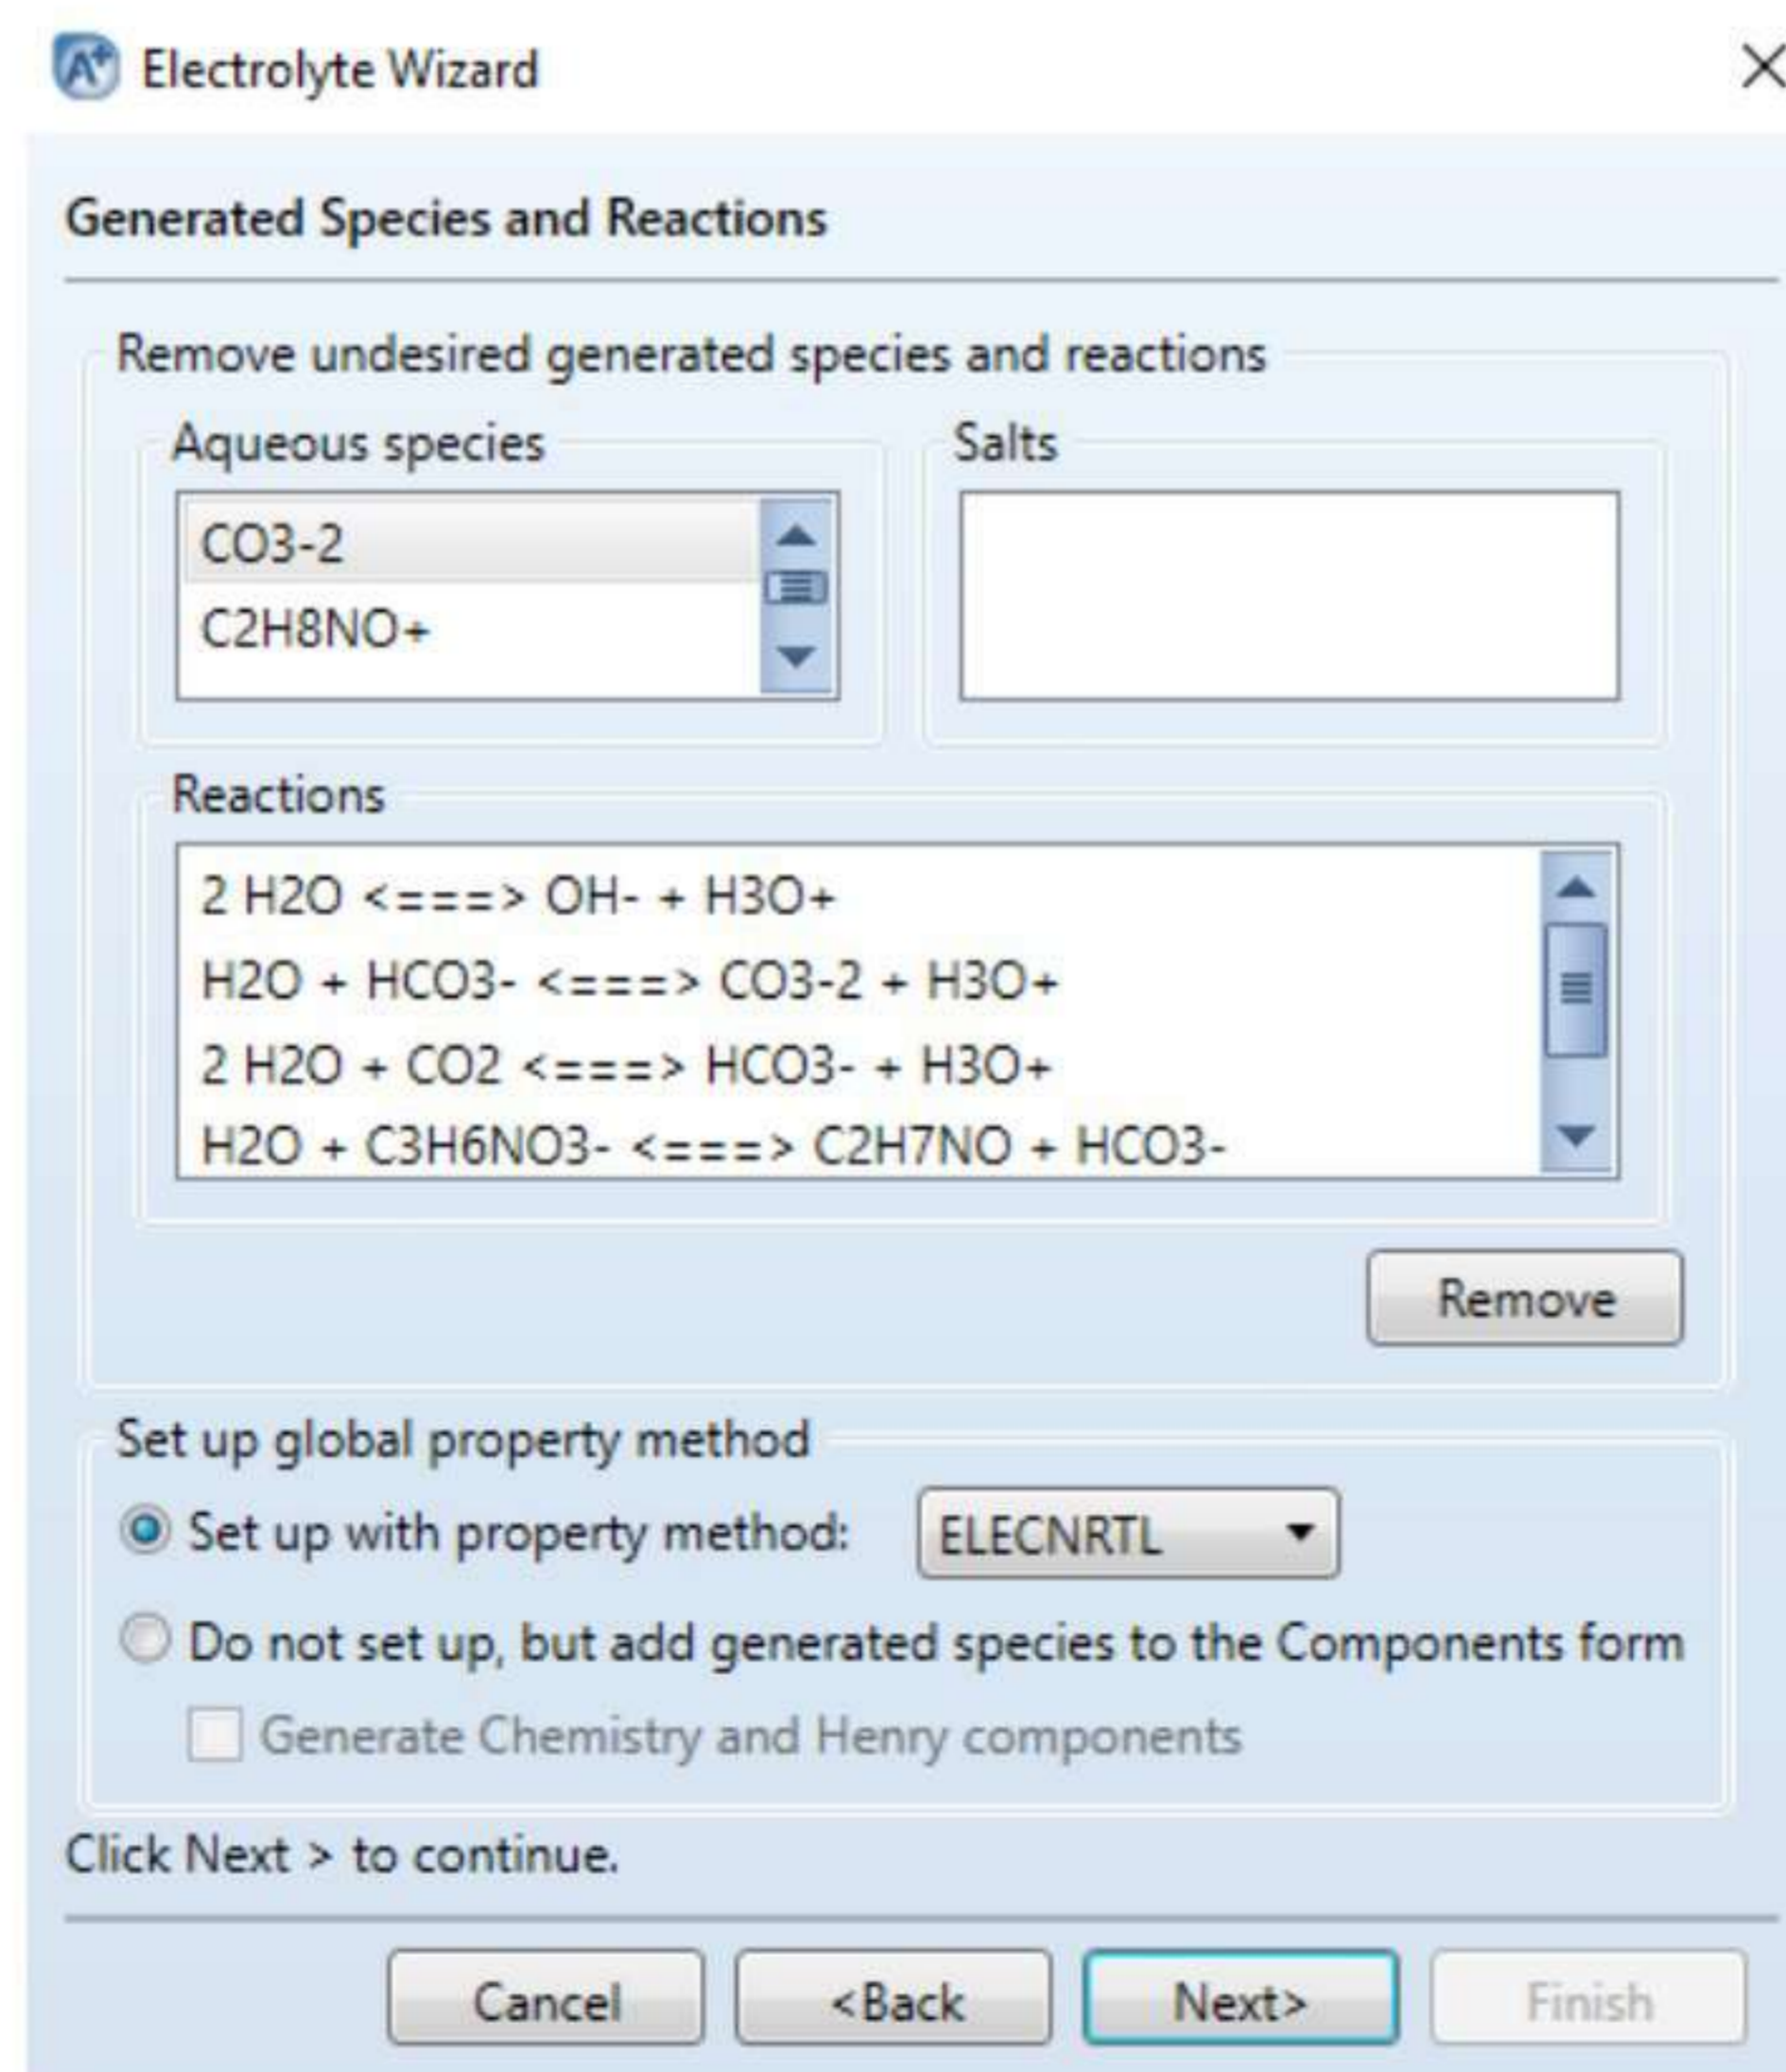 Electrolyte Wizard
Generated Species and Reactions
Remove undesired generated species and reactions
Aqueous species
Salts
CO3-2
C2H8NO+
Reactions
2 H2O <===> OH- + H3O+
H2O + HCO3- <===> CO3-2 + H3O+
2 H2O + CO2 <===> HCO3- + H3O+
H2O + C3H6NO3- <===> C2H7NO + HCO3-
Remove
Set up global property method
Set up with property method: ELECNRTL
Do not set up, but add generated species to the Components form
Generate Chemistry and Henry components
Click Next > to continue.
Cancel <Back Next> Finish